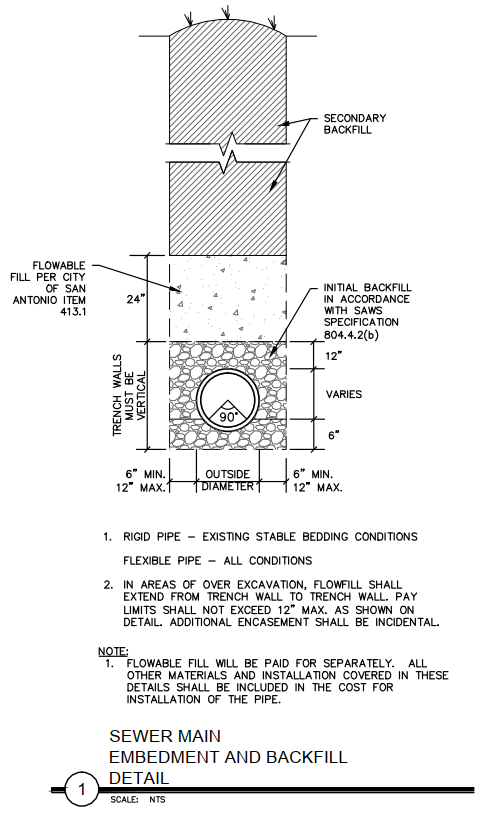 SECONDARY
BACKFILL
FLOWABLE
FILL PER CITY
OF SAN
ANTONIO ITEM
413.1
24"
INITIAL BACKFILL
IN ACCORDANCE
WITH SAWS
SPECIFICATION
804.4.2(b)
12"
TRENCH WALLS
MUST BE
VERTICAL
VARIES
90°
6"
6" MIN.
12" MAX.
OUTSIDE
DIAMETER
6" MIN.
12" MAX.
1. RIGID PIPE – EXISTING STABLE BEDDING CONDITIONS
FLEXIBLE PIPE – ALL CONDITIONS
2. IN AREAS OF OVER EXCAVATION, FLOWFILL SHALL
EXTEND FROM TRENCH WALL TO TRENCH WALL. PAY
LIMITS SHALL NOT EXCEED 12" MAX. AS SHOWN ON
DETAIL. ADDITIONAL ENCASEMENT SHALL BE INCIDENTAL.
NOTE:
1. FLOWABLE FILL WILL BE PAID FOR SEPARATELY. ALL
OTHER MATERIALS AND INSTALLATION COVERED IN THESE
DETAILS SHALL BE INCLUDED IN THE COST FOR
INSTALLATION OF THE PIPE.
SEWER MAIN
EMBEDMENT AND BACKFILL
DETAIL
1
SCALE: NTS